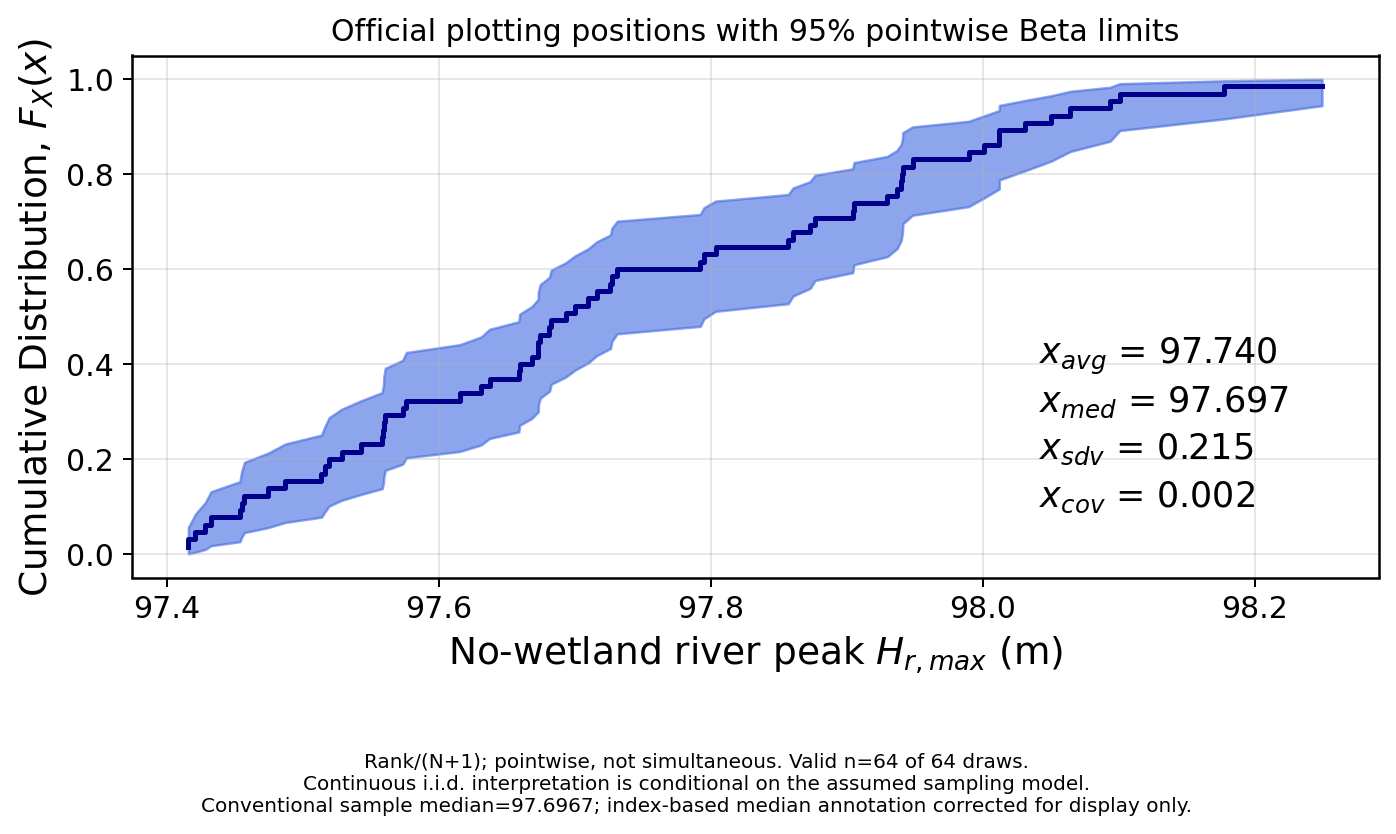 Official plotting positions with 95% pointwise Beta limits
Cumulative Distribution, F_X(x)
1.0
0.8
0.6
0.4
0.2
0.0
x_avg = 97.740
x_med = 97.697
x_sdv = 0.215
x_cov = 0.002
97.4 97.6 97.8 98.0 98.2
No-wetland river peak H_r,max (m)
Rank/(N+1); pointwise, not simultaneous. Valid n=64 of 64 draws.
Continuous i.i.d. interpretation is conditional on the assumed sampling model.
Conventional sample median=97.6967; index-based median annotation corrected for display only.